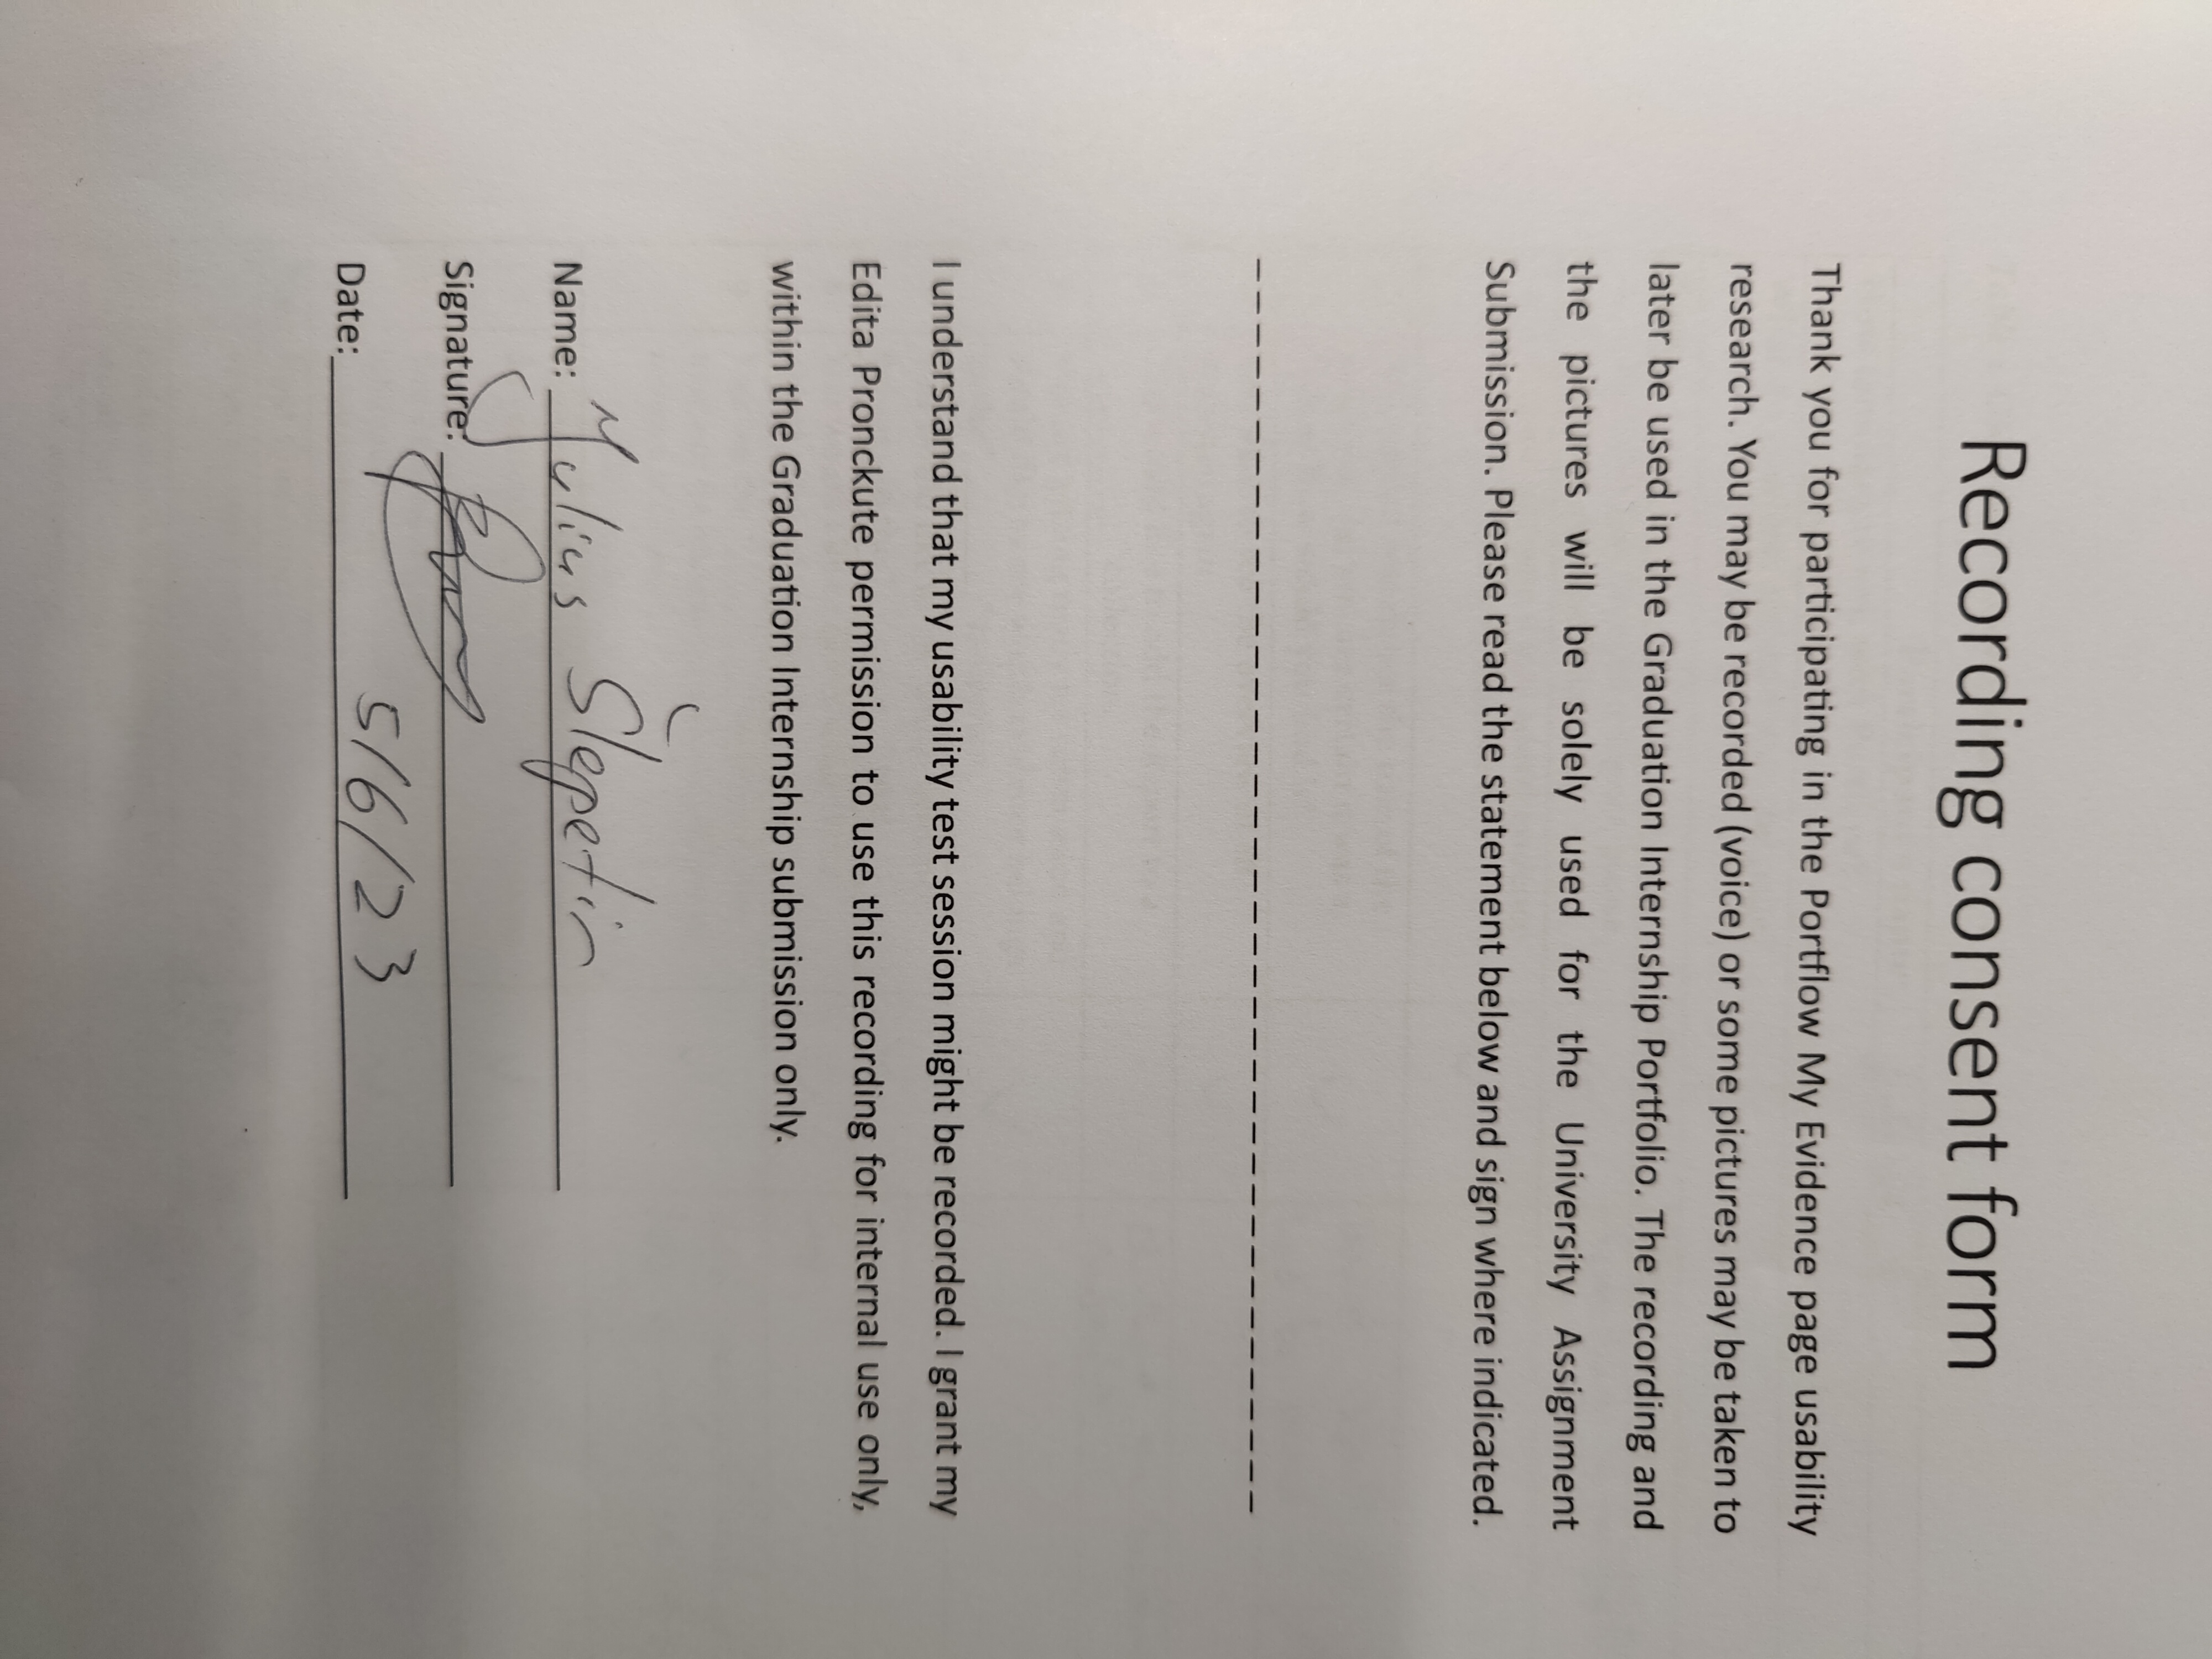 Recording consent form
Thank you for participating in the Portflow My Evidence page usability
research. You may be recorded (voice) or some pictures may be taken to
later be used in the Graduation Internship Portfolio. The recording and
the pictures will be solely used for the University Assignment
Submission. Please read the statement below and sign where indicated.
I understand that my usability test session might be recorded. I grant my
Edita Pronckute permission to use this recording for internal use only,
within the Graduation Internship submission only.
Name: Julius Šlepetir
Signature:
Date: 5/6/23